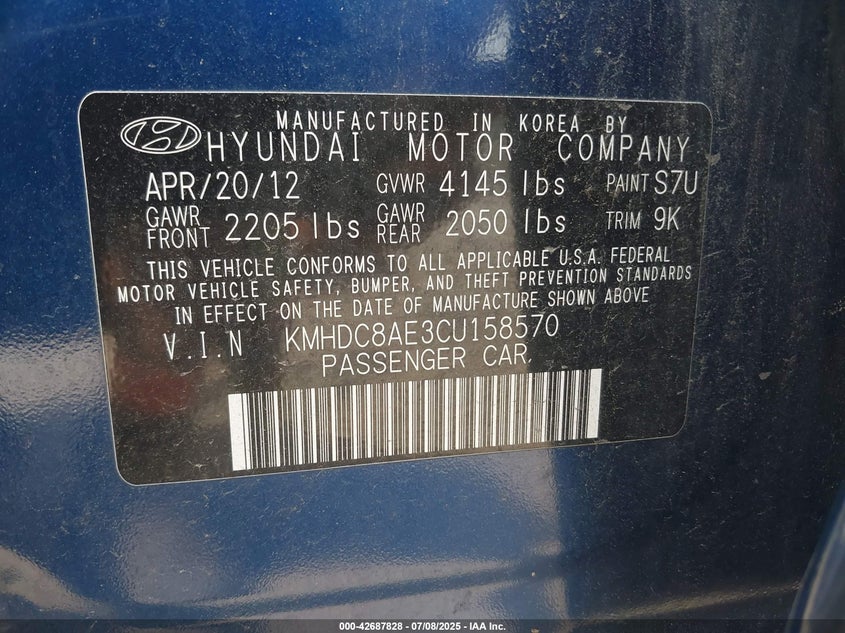 MANUFACTURED IN KOREA BY
HYUNDAI MOTOR COMPANY
APR/20/12 GVWR 4145 lbs PAINT S7U
GAWR FRONT 2205 lbs GAWR REAR 2050 lbs TRIM 9K
THIS VEHICLE CONFORMS TO ALL APPLICABLE U.S.A. FEDERAL
MOTOR VEHICLE SAFETY, BUMPER, AND THEFT PREVENTION STANDARDS
IN EFFECT ON THE DATE OF MANUFACTURE SHOWN ABOVE
V.I.N KMHDC8AE3CU158570
PASSENGER CAR.
000-42687828 - 07/08/2025 - IAA Inc.